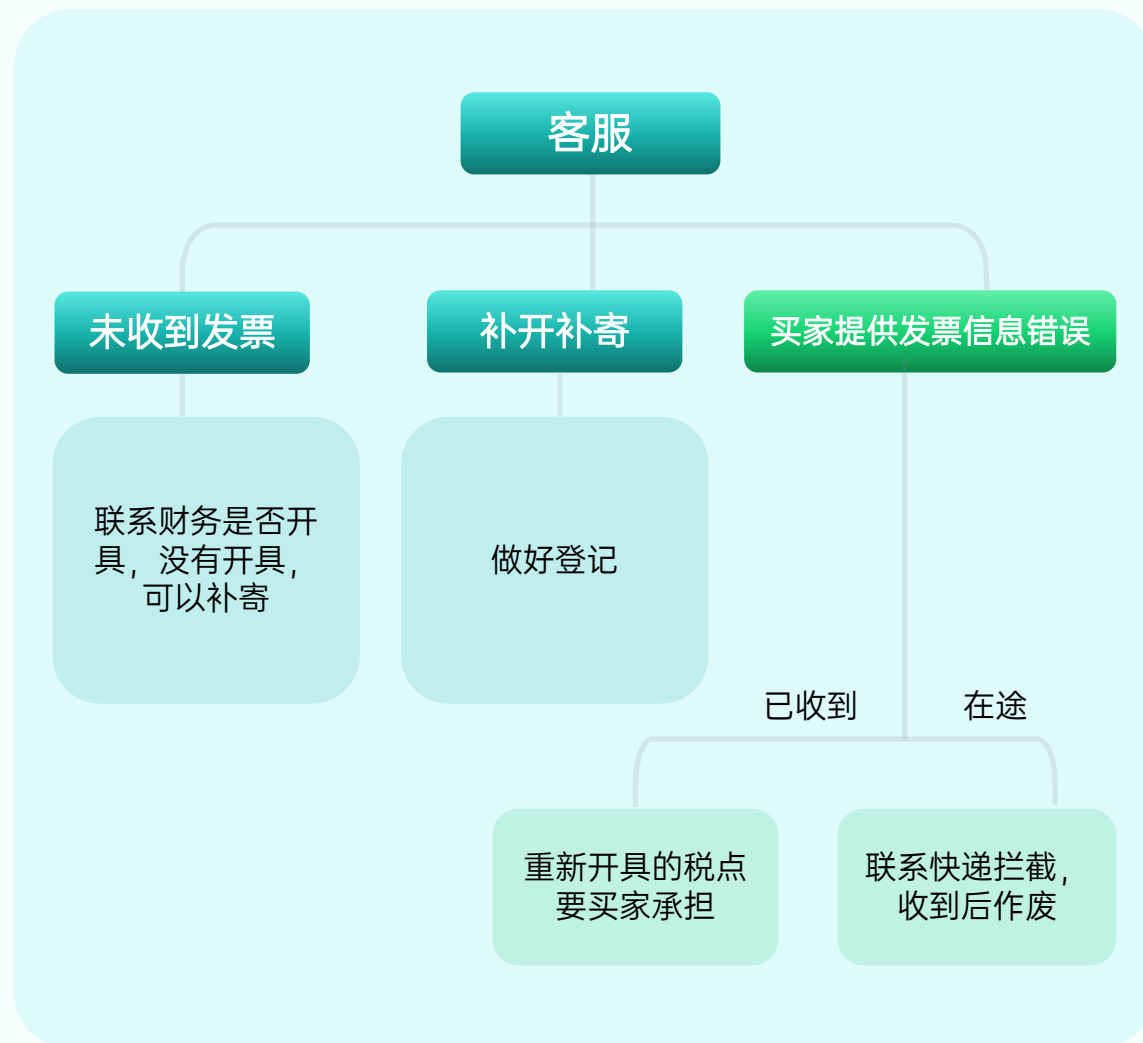 客服
未收到发票
补开补寄
买家提供发票信息错误
联系财务是否开
具，没有开具，
可以补寄
做好登记
已收到
在途
重新开具的税点
要买家承担
联系快递拦截，
收到后作废